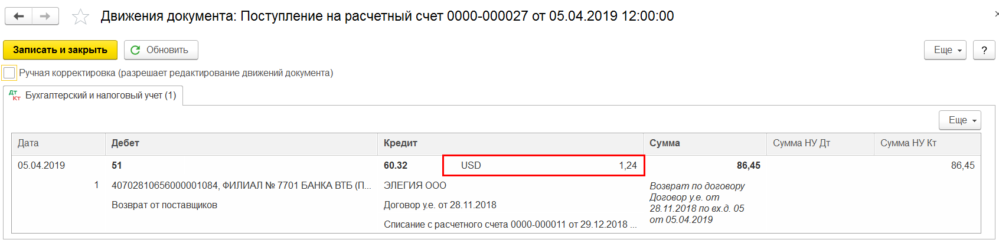 Движения документа: Поступление на расчетный счет 0000-000027 от 05.04.2019 12:00:00
Записать и закрыть Обновить Еще ?
Ручная корректировка (разрешает редактирование движений документа)
Дт Кт Бухгалтерский и налоговый учет (1)
Еще
Дата Дебет Кредит Сумма Сумма НУ Дт Сумма НУ Кт
05.04.2019 51 60.32 USD 1,24 86,45 86,45
1 40702810656000001084, ФИЛИАЛ № 7701 БАНКА ВТБ (П... ЭЛЕГИЯ ООО Возврат по договору
Договор у.е. от
Возврат от поставщиков Договор у.е. от 28.11.2018 28.11.2018 по вх.д. 05
от 05.04.2019
Списание с расчетного счета 0000-000011 от 29.12.2018 ...